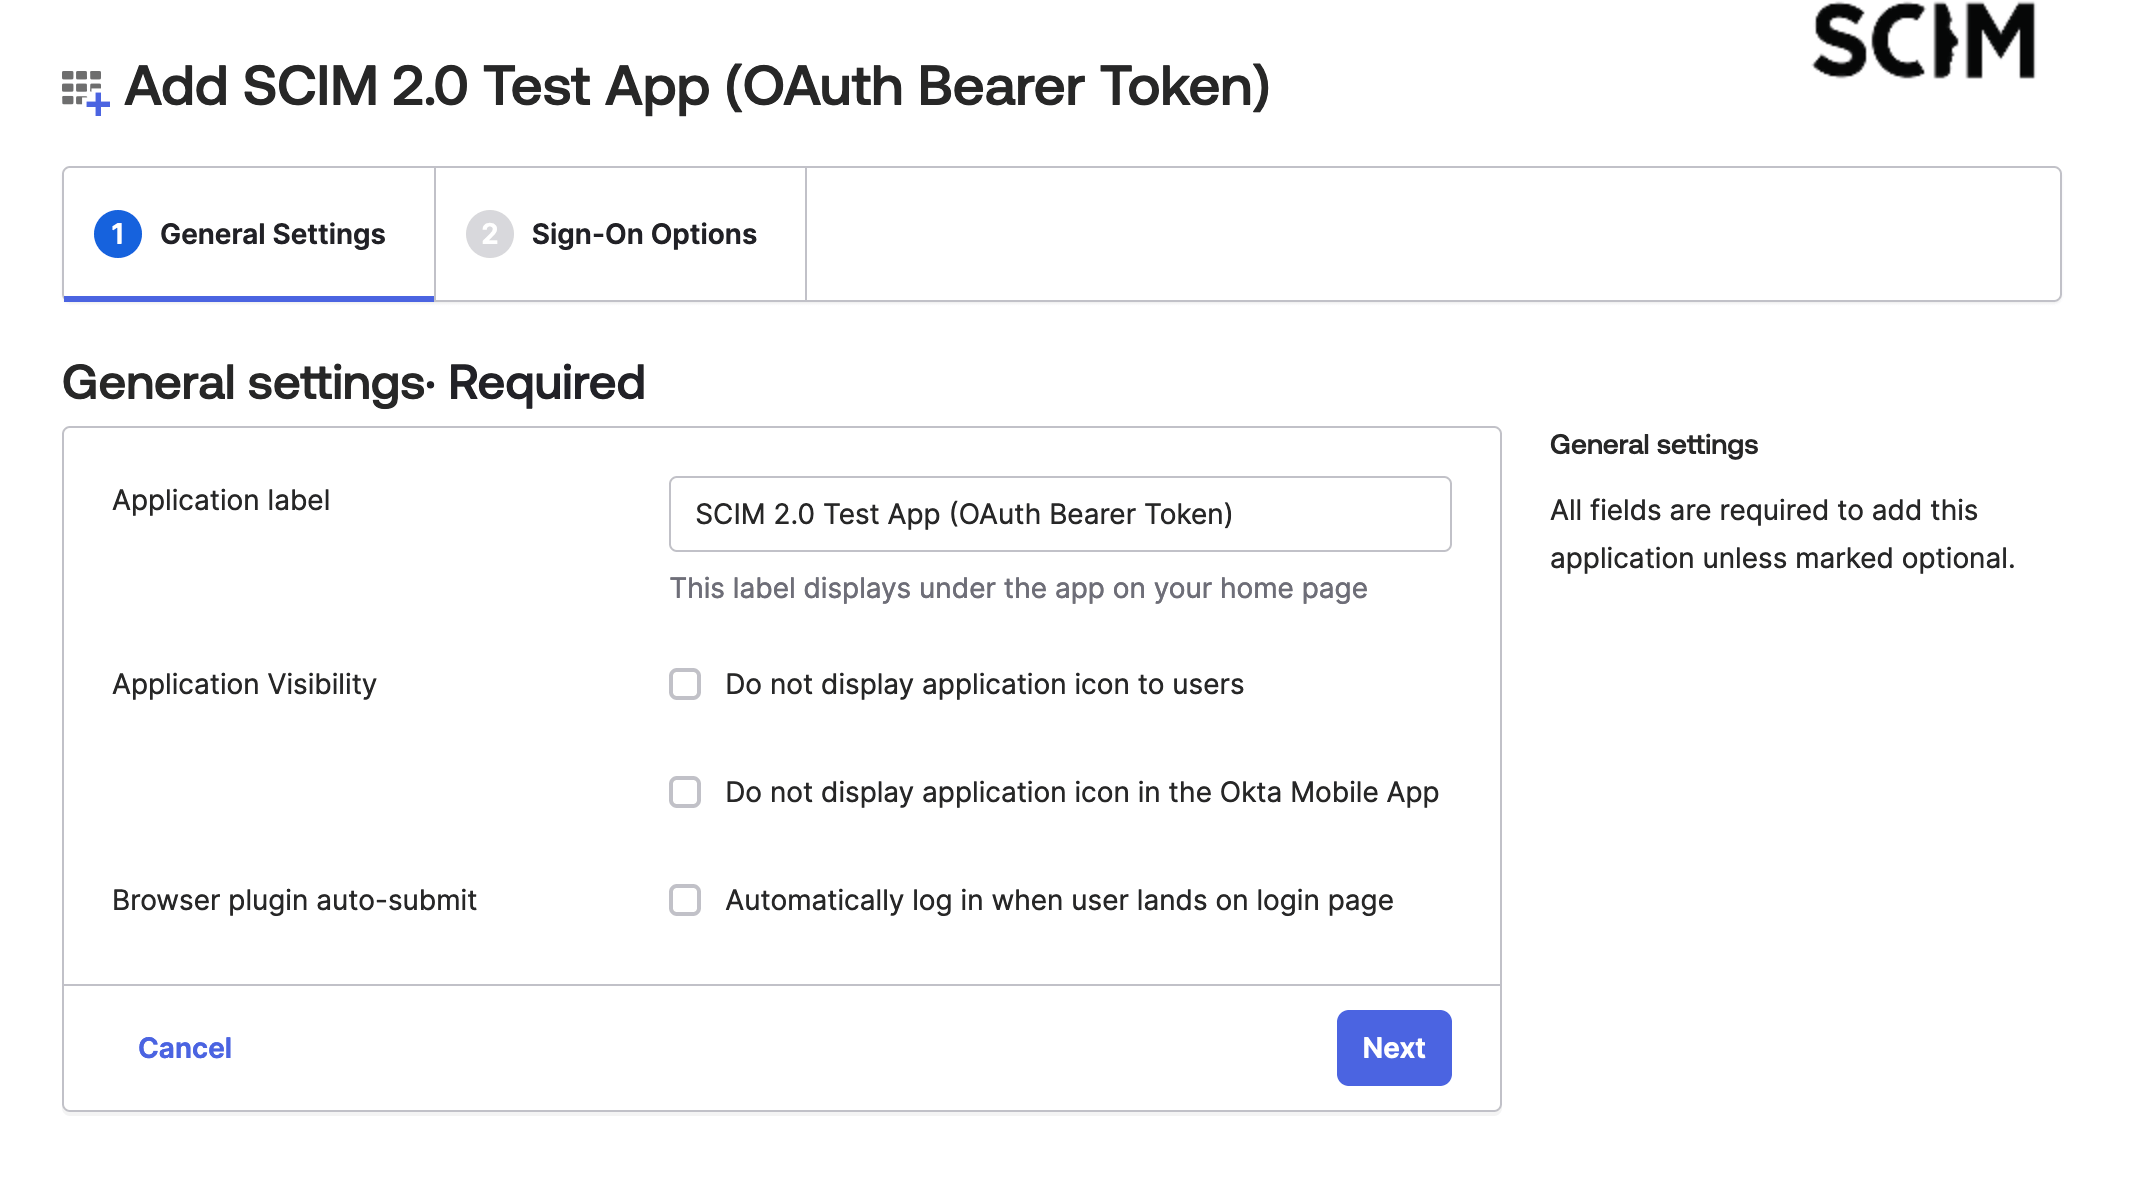 SCIM
Add SCIM 2.0 Test App (OAuth Bearer Token)
1 General Settings
2 Sign-On Options
General settings· Required
Application label
SCIM 2.0 Test App (OAuth Bearer Token)
This label displays under the app on your home page
Application Visibility
Do not display application icon to users
Do not display application icon in the Okta Mobile App
Browser plugin auto-submit
Automatically log in when user lands on login page
Cancel
Next
General settings
All fields are required to add this
application unless marked optional.